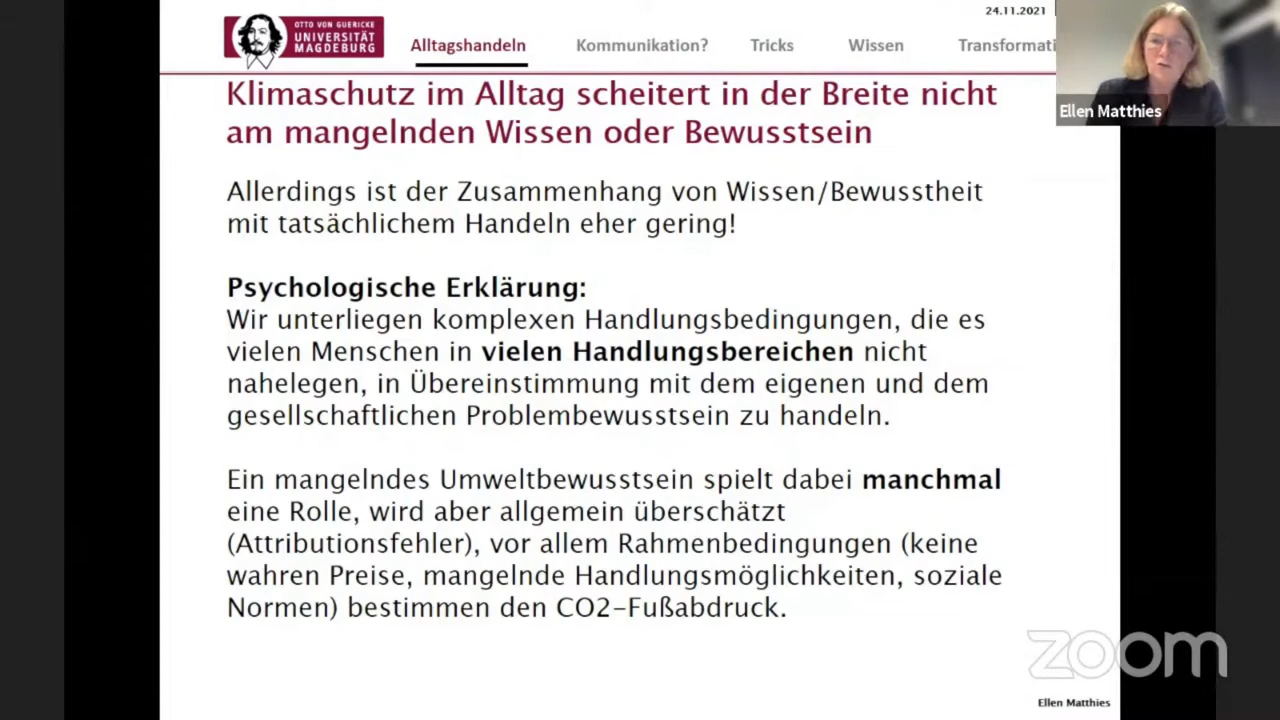 24.11.2021
OTTO VON GUERICKE
UNIVERSITÄT
MAGDEBURG
Alltagshandeln Kommunikation? Tricks Wissen Transformati
Ellen Matthies
Klimaschutz im Alltag scheitert in der Breite nicht
am mangelnden Wissen oder Bewusstsein
Allerdings ist der Zusammenhang von Wissen/Bewusstheit
mit tatsächlichem Handeln eher gering!
Psychologische Erklärung:
Wir unterliegen komplexen Handlungsbedingungen, die es
vielen Menschen in vielen Handlungsbereichen nicht
nahelegen, in Übereinstimmung mit dem eigenen und dem
gesellschaftlichen Problembewusstsein zu handeln.
Ein mangelndes Umweltbewusstsein spielt dabei manchmal
eine Rolle, wird aber allgemein überschätzt
(Attributionsfehler), vor allem Rahmenbedingungen (keine
wahren Preise, mangelnde Handlungsmöglichkeiten, soziale
Normen) bestimmen den CO2-Fußabdruck.
zoom
Ellen Matthies